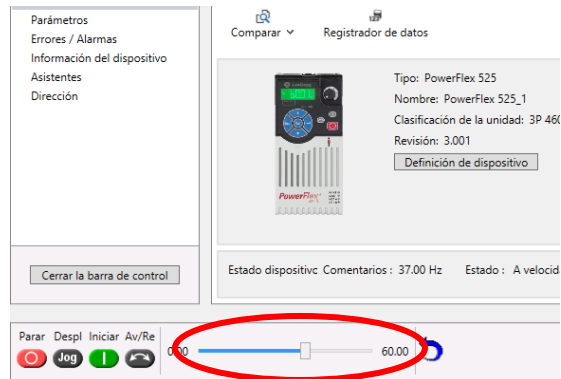 Parámetros
Errores / Alarmas
Información del dispositivo
Asistentes
Dirección
Cerrar la barra de control
Comparar
Registrador de datos
PowerFlex
Tipo: PowerFlex 525
Nombre: PowerFlex 525_1
Clasificación de la unidad: 3P 460
Revisión: 3.001
Definición de dispositivo
Estado dispositivc Comentarios : 37.00 Hz Estado : A velocida
Parar Despl Iniciar Av/Re
Jog
0.00 60.00